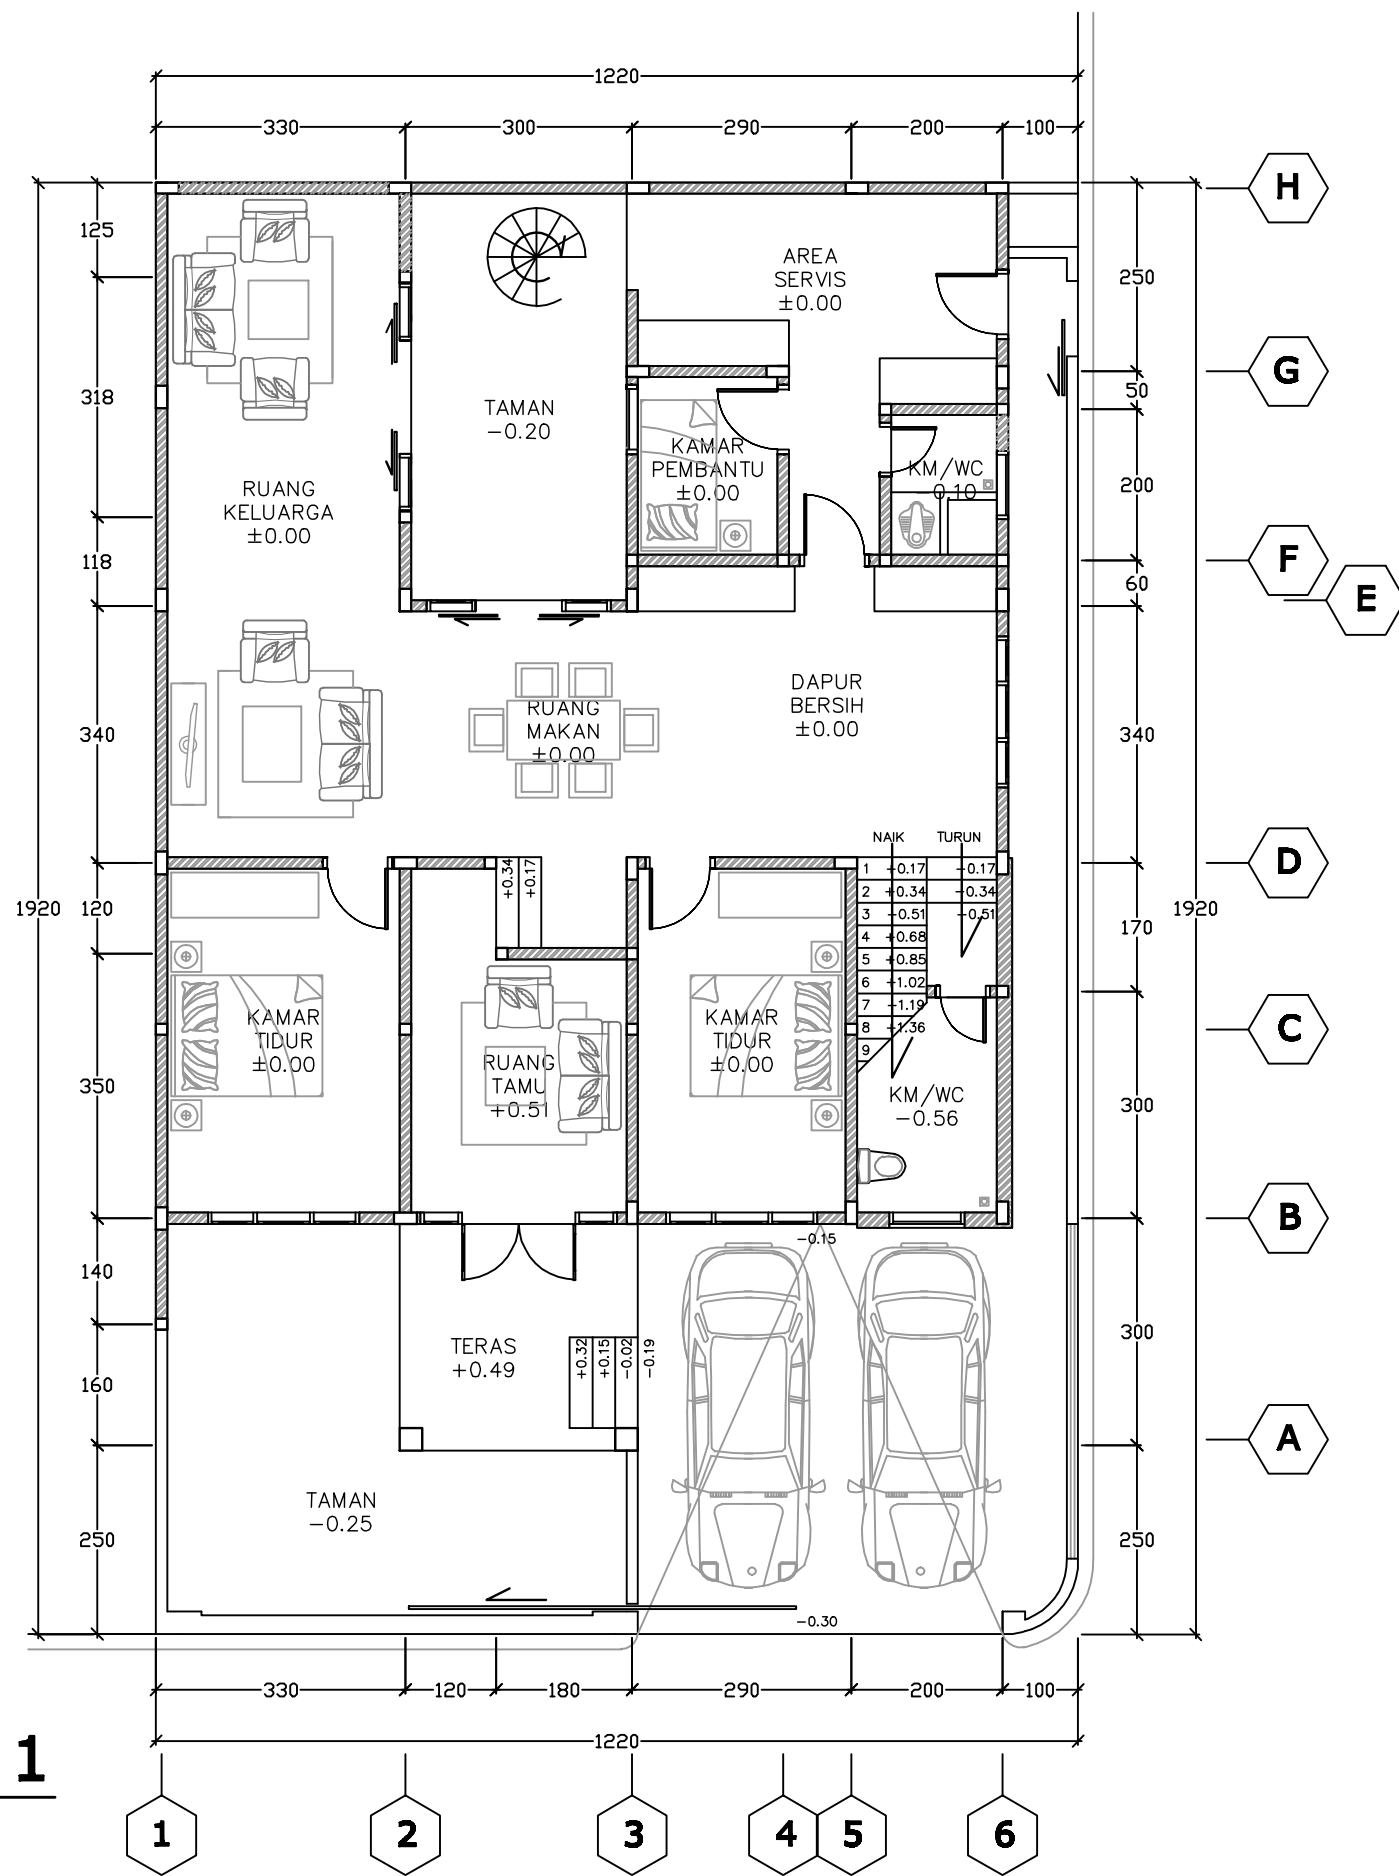 1220
330 300 290 200 100
H
125
AREA
SERVIS
±0.00
250
G
50
318
TAMAN
-0.20
KAMAR
PEMBANTU
±0.00
KM/WC
-0.10
200
RUANG
KELUARGA
±0.00
118
F
60
E
340
RUANG
MAKAN
±0.00
DAPUR
BERSIH
±0.00
340
NAIK TURUN
D
+0.34
+0.17
1 +0.17 -0.17
2 +0.34 -0.34
3 -0.51 -0.51
4 +0.68
5 +0.85
6 +1.02
7 -1.19
8 +1.36
9
1920
120
170
1920
KAMAR
TIDUR
±0.00
RUANG
TAMU
+0.51
KAMAR
TIDUR
±0.00
C
350
KM/WC
-0.56
300
B
-0.15
140
TERAS
+0.49
+0.32
+0.15
-0.02
-0.19
300
160
A
TAMAN
-0.25
250
250
-0.30
330 120 180 290 200 100
1220
1
1 2 3 4 5 6